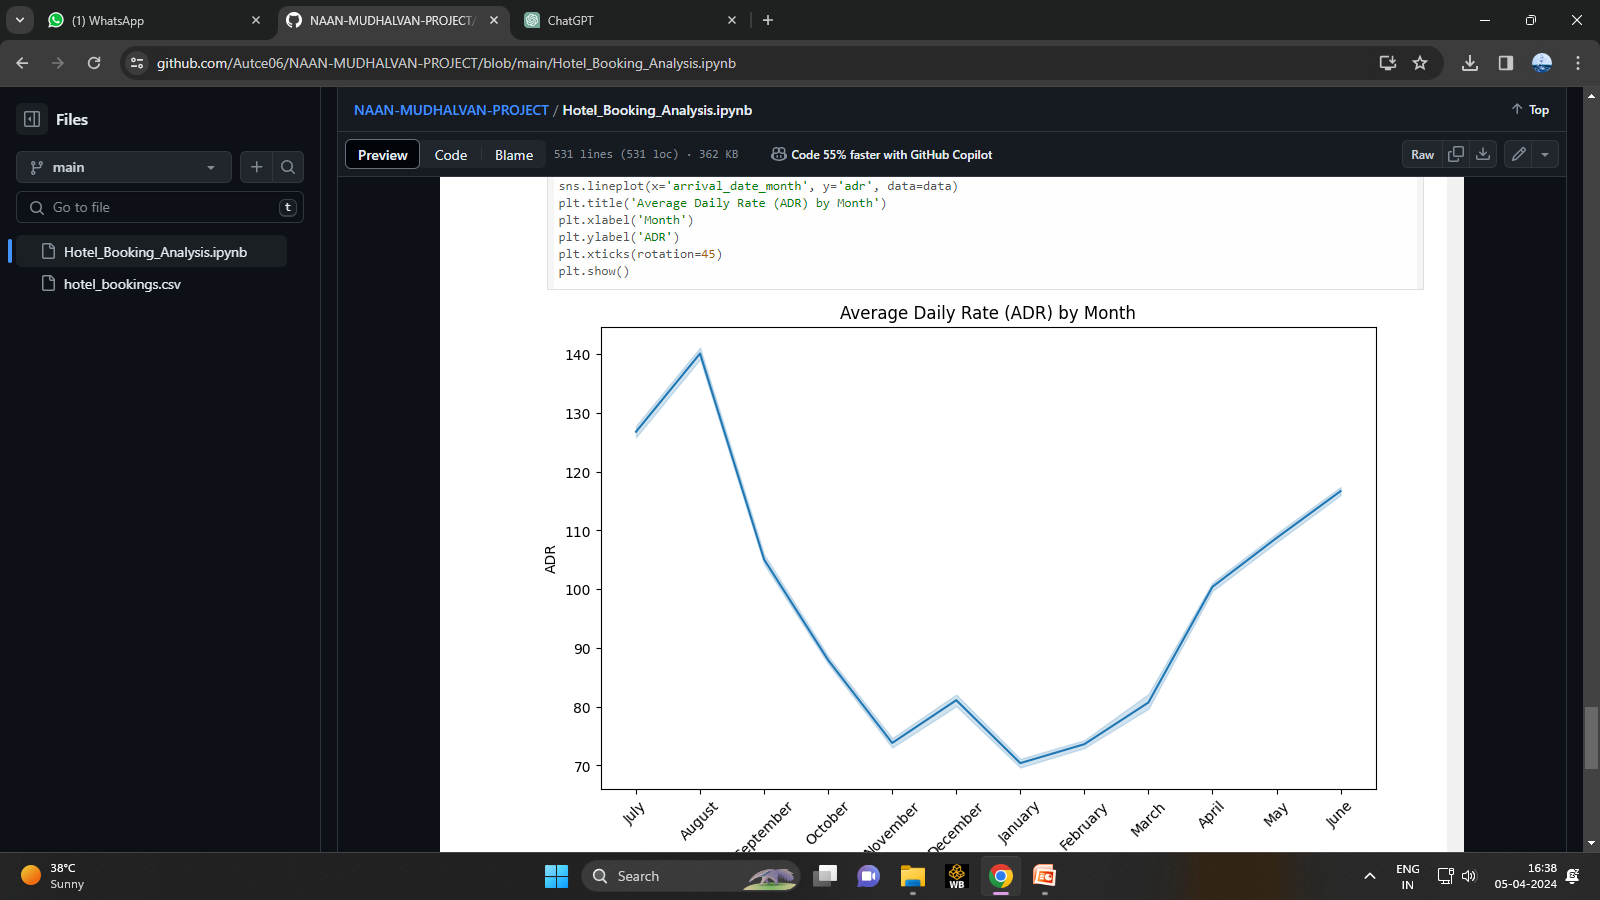 (1) WhatsApp
NAAN-MUDHALVAN-PROJECT/
ChatGPT
github.com/Autce06/NAAN-MUDHALVAN-PROJECT/blob/main/Hotel_Booking_Analysis.ipynb
Files
main
Go to file
t
Hotel_Booking_Analysis.ipynb
hotel_bookings.csv
NAAN-MUDHALVAN-PROJECT / Hotel_Booking_Analysis.ipynb
Top
Preview Code Blame 531 lines (531 loc) · 362 KB Code 55% faster with GitHub Copilot Raw
sns.lineplot(x='arrival_date_month', y='adr', data=data)
plt.title('Average Daily Rate (ADR) by Month')
plt.xlabel('Month')
plt.ylabel('ADR')
plt.xticks(rotation=45)
plt.show()
Average Daily Rate (ADR) by Month
140
130
120
110
100
90
80
70
ADR
July
August
September
October
November
December
January
February
March
April
May
June
38°C
Sunny
Search
WB
ENG
IN
16:38
05-04-2024